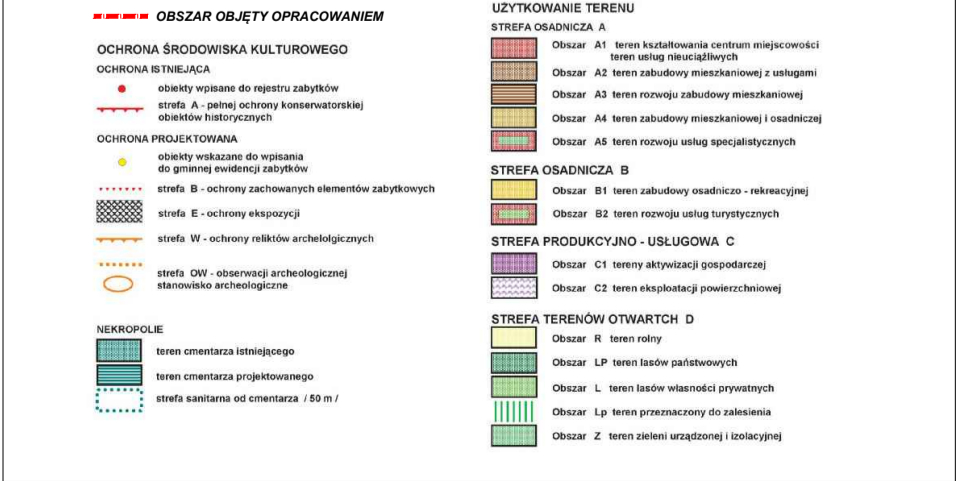 OBSZAR OBJĘTY OPRACOWANIEM
OCHRONA ŚRODOWISKA KULTUROWEGO
OCHRONA ISTNIEJĄCA
obiekty wpisane do rejestru zabytków
strefa A - pełnej ochrony konserwatorskiej
obiektów historycznych
OCHRONA PROJEKTOWANA
obiekty wskazane do wpisania
do gminnej ewidencji zabytków
strefa B - ochrony zachowanych elementów zabytkowych
strefa E - ochrony ekspozycji
strefa W - ochrony reliktów archelolgicznych
strefa OW - obserwacji archeologicznej
stanowisko archeologiczne
NEKROPOLIE
teren cmentarza istniejącego
teren cmentarza projektowanego
strefa sanitarna od cmentarza / 50 m /
UŻYTKOWANIE TERENU
STREFA OSADNICZA A
Obszar A1 teren kształtowania centrum miejscowości
teren usług nieuciążliwych
Obszar A2 teren zabudowy mieszkaniowej z usługami
Obszar A3 teren rozwoju zabudowy mieszkaniowej
Obszar A4 teren zabudowy mieszkaniowej i osadniczej
Obszar A5 teren rozwoju usług specjalistycznych
STREFA OSADNICZA B
Obszar B1 teren zabudowy osadniczo - rekreacyjnej
Obszar B2 teren rozwoju usług turystycznych
STREFA PRODUKCYJNO - USŁUGOWA C
Obszar C1 tereny aktywizacji gospodarczej
Obszar C2 teren eksploatacji powierzchniowej
STREFA TERENÓW OTWARTCH D
Obszar R teren rolny
Obszar LP teren lasów państwowych
Obszar L teren lasów własności prywatnych
Obszar Lp teren przeznaczony do zalesienia
Obszar Z teren zieleni urządzonej i izolacyjnej